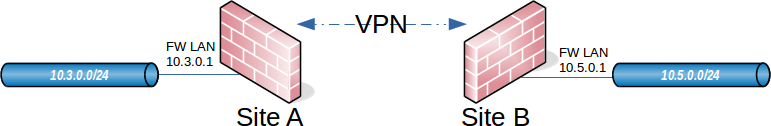 VPN
FW LAN
10.3.0.1
10.3.0.0/24
Site A
FW LAN
10.5.0.1
10.5.0.0/24
Site B